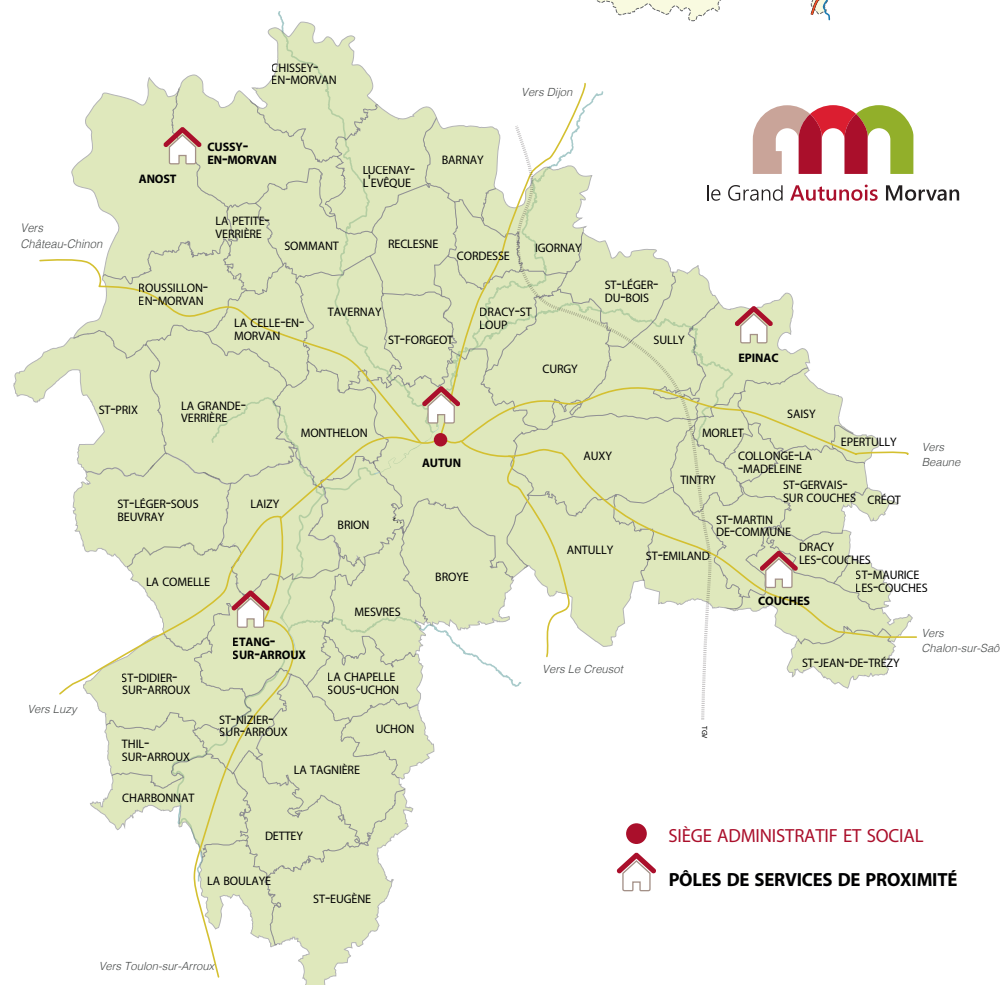 CHISSEY-
EN-MORVAN
Vers Dijon
CUSSY-
EN-MORVAN
ANOST
LUCENAY-
L'EVÊQUE
BARNAY
le Grand Autunois Morvan
Vers
Château-Chinon
LA PETITE-
VERRIÈRE
SOMMANT
RECLESNE
CORDESSE
IGORNAY
ROUSSILLON-
EN-MORVAN
ST-LÉGER-
DU-BOIS
TAVERNAY
DRACY-ST
LOUP
LA CELLE-EN-
MORVAN
ST-FORGEOT
SULLY
EPINAC
CURGY
ST-PRIX
LA GRANDE-
VERRIÈRE
MONTHELON
SAISY
MORLET
EPERTULLY
Vers
Beaune
AUTUN
AUXY
COLLONGE-LA
-MADELEINE
TINTRY
ST-GERVAIS-
SUR COUCHES
CRÉOT
ST-LÉGER-SOUS
BEUVRAY
LAIZY
BRION
ST-MARTIN
DE-COMMUNE
ANTULLY
ST-EMILAND
DRACY
LES-COUCHES
LA COMELLE
BROYE
ST-MAURICE
LES-COUCHES
COUCHES
MESVRES
ETANG-
SUR-ARROUX
Vers
Chalon-sur-Saô
Vers Le Creusot
ST-JEAN-DE-TRÉZY
ST-DIDIER-
SUR-ARROUX
LA CHAPELLE
SOUS-UCHON
Vers Luzy
ST-NIZIER-
SUR-ARROUX
UCHON
TGV
THIL-
SUR-ARROUX
LA TAGNIÈRE
CHARBONNAT
DETTEY
SIÈGE ADMINISTRATIF ET SOCIAL
LA BOULAYE
PÔLES DE SERVICES DE PROXIMITÉ
ST-EUGÈNE
Vers Toulon-sur-Arroux